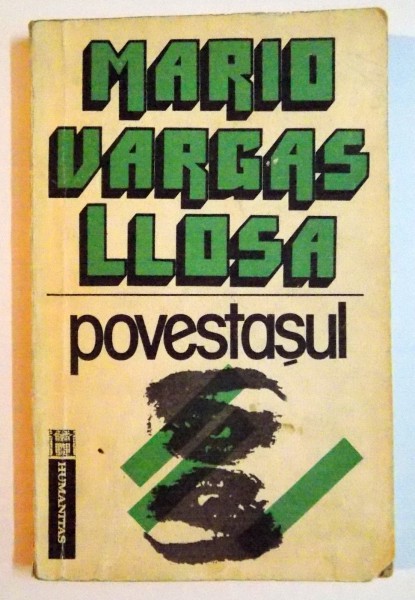 MARIO
VARGAS
LLOSA
povestașul
HUMANITAS